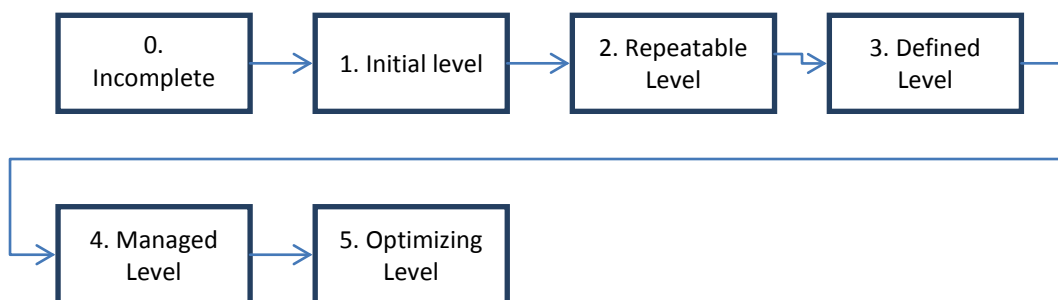 0.
Incomplete
1. Initial level
2. Repeatable
Level
3. Defined
Level
4. Managed
Level
5. Optimizing
Level